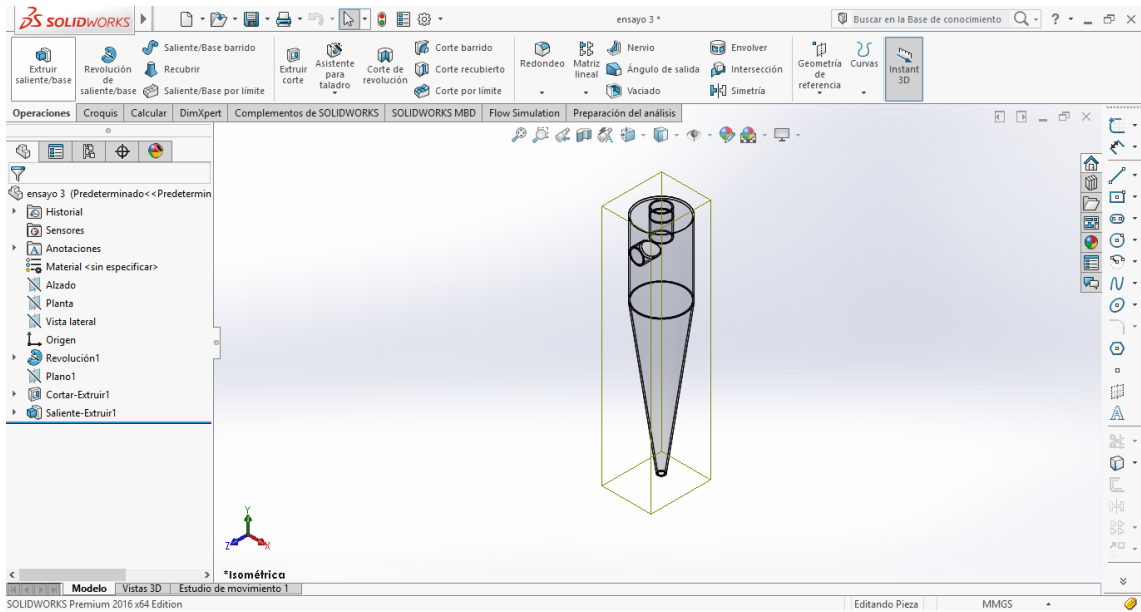 SOLIDWORKS
ensayo 3 *
Buscar en la Base de conocimiento
?
Extruir saliente/base
Revolución de saliente/base
Saliente/Base barrido
Recubrir
Saliente/Base por límite
Extruir corte
Asistente para taladro
Corte de revolución
Corte barrido
Corte recubierto
Corte por límite
Redondeo
Matriz lineal
Nervio
Ángulo de salida
Vaciado
Envolver
Intersección
Simetría
Geometría de referencia
Curvas
Instant 3D
Operaciones
Croquis
Calcular
DimXpert
Complementos de SOLIDWORKS
SOLIDWORKS MBD
Flow Simulation
Preparación del análisis
ensayo 3 (Predeterminado<<Predetermin
Historial
Sensores
Anotaciones
Material <sin especificar>
Alzado
Planta
Vista lateral
Origen
Revolución1
Plano1
Cortar-Extruir1
Saliente-Extruir1
Y
Z
X
*Isométrica
Modelo
Vistas 3D
Estudio de movimiento 1
SOLIDWORKS Premium 2016 x64 Edition
Editando Pieza
MMGS